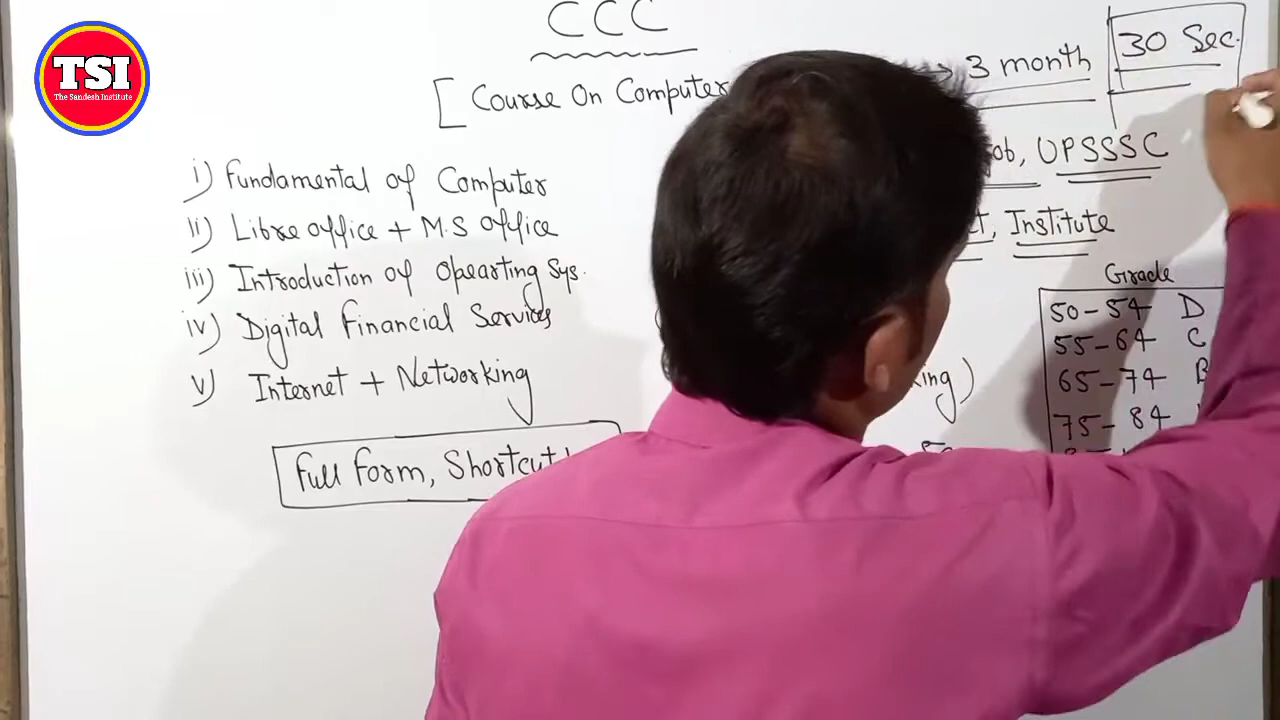 TSI
The Sandesh Institute
CCC
[ Course On Computer
3 month
30 Sec.
UPSSSC
Institute
i) Fundamental of Computer
ii) Libre office + M.S office
iii) Introduction of Opearting Sys.
iv) Digital Financial Services
v) Internet + Networking
Full Form, Shortcut
Grade
50-54 D
55-64 C
65-74 B
75-84